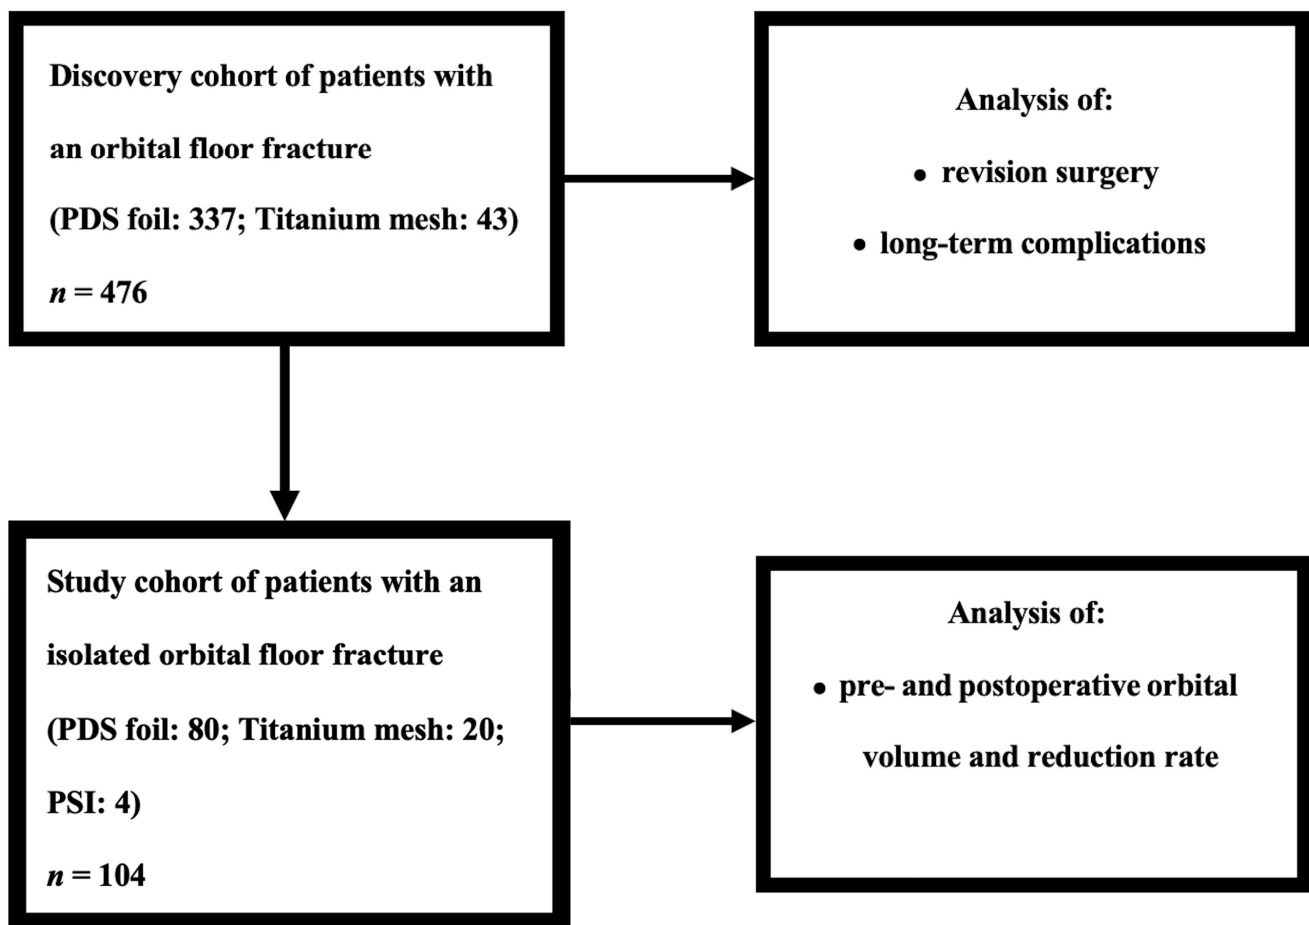 Discovery cohort of patients with
an orbital floor fracture
(PDS foil: 337; Titanium mesh: 43)
n = 476
Analysis of:
• revision surgery
• long-term complications
Study cohort of patients with an
isolated orbital floor fracture
(PDS foil: 80; Titanium mesh: 20;
PSI: 4)
n = 104
Analysis of:
• pre- and postoperative orbital
volume and reduction rate